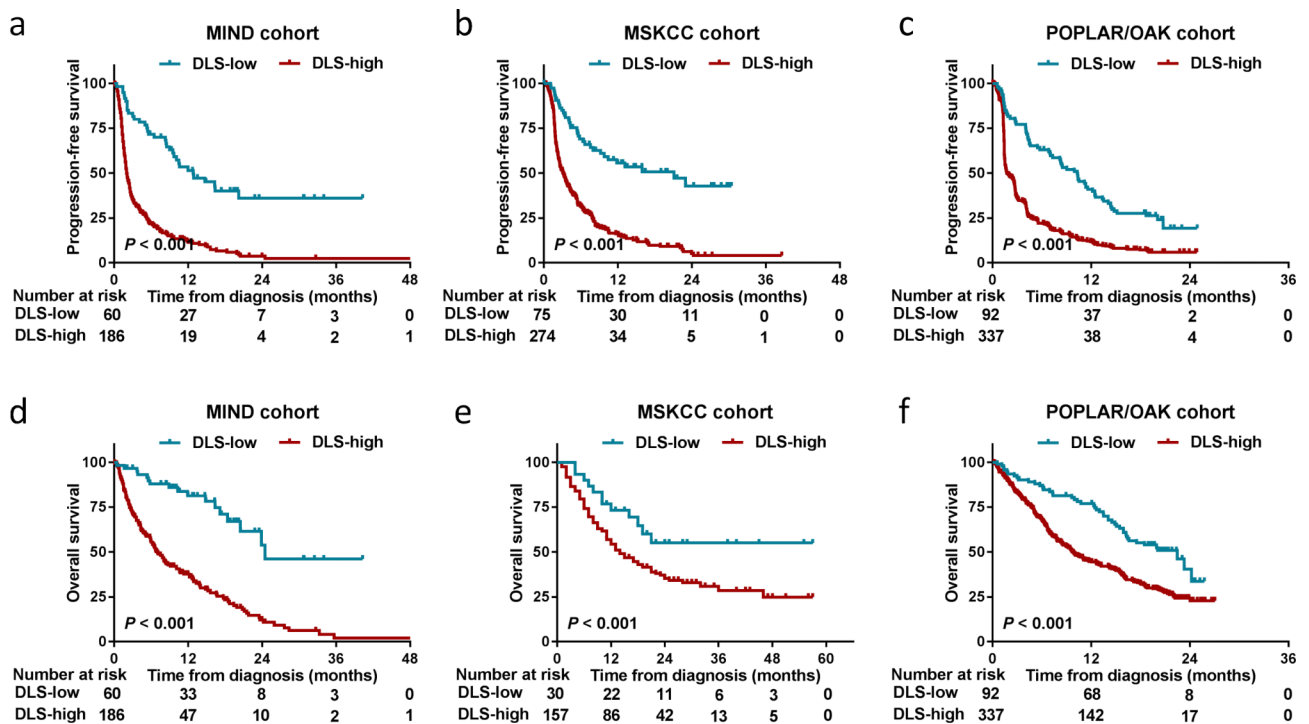 a
MIND cohort
DLS-low DLS-high
Progression-free survival
100
75
50
25
0
P < 0.001
0 12 24 36 48
Number at risk Time from diagnosis (months)
DLS-low 60 27 7 3 0
DLS-high 186 19 4 2 1
b
MSKCC cohort
DLS-low DLS-high
Progression-free survival
100
75
50
25
0
P < 0.001
0 12 24 36 48
Number at risk Time from diagnosis (months)
DLS-low 75 30 11 0 0
DLS-high 274 34 5 1 0
c
POPLAR/OAK cohort
DLS-low DLS-high
Progression-free survival
100
75
50
25
0
P < 0.001
0 12 24 36
Number at risk Time from diagnosis (months)
DLS-low 92 37 2 0
DLS-high 337 38 4 0
d
MIND cohort
DLS-low DLS-high
Overall survival
100
75
50
25
0
P < 0.001
0 12 24 36 48
Number at risk Time from diagnosis (months)
DLS-low 60 33 8 3 0
DLS-high 186 47 10 2 1
e
MSKCC cohort
DLS-low DLS-high
Overall survival
100
75
50
25
0
P < 0.001
0 12 24 36 48 60
Number at risk Time from diagnosis (months)
DLS-low 30 22 11 6 3 0
DLS-high 157 86 42 13 5 0
f
POPLAR/OAK cohort
DLS-low DLS-high
Overall survival
100
75
50
25
0
P < 0.001
0 12 24 36
Number at risk Time from diagnosis (months)
DLS-low 92 68 8 0
DLS-high 337 142 17 0